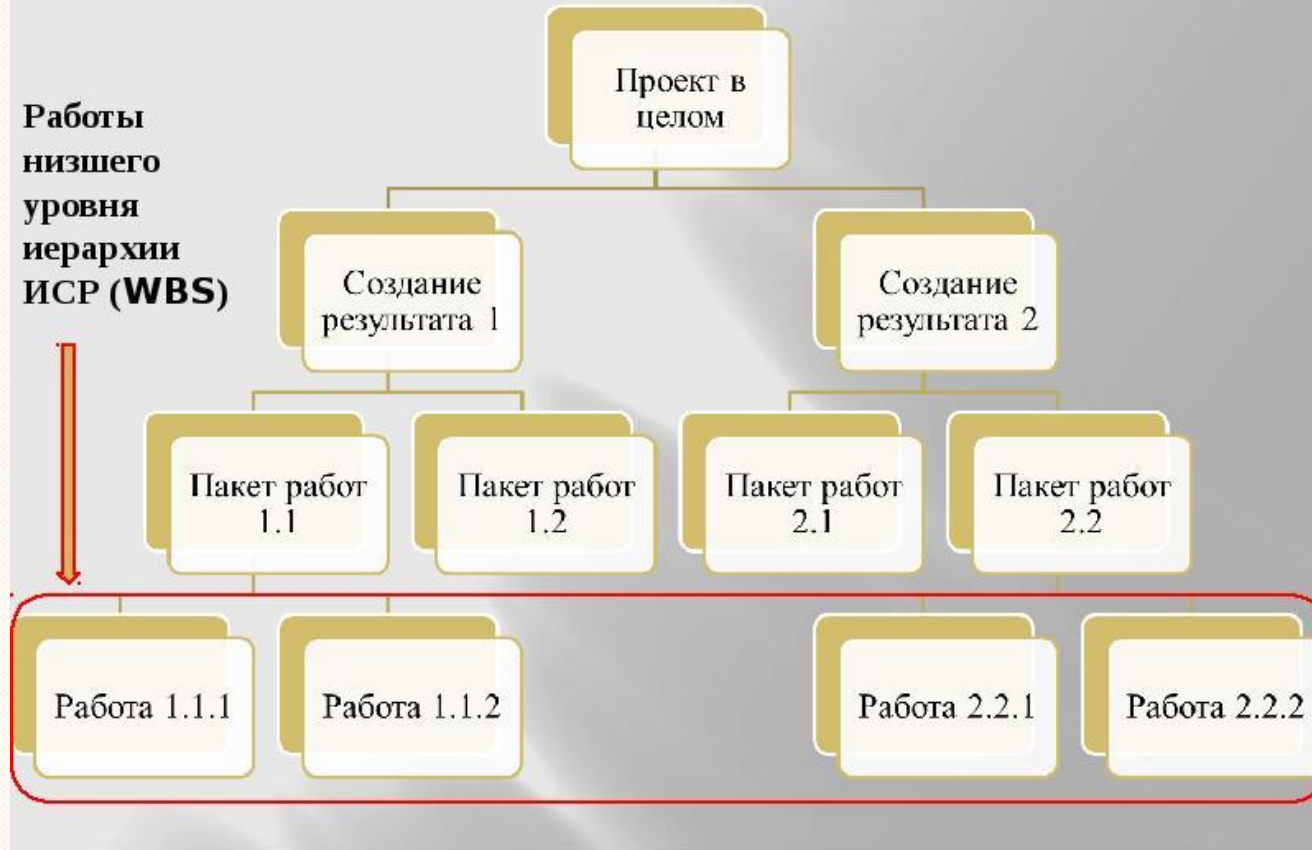 Работы
низшего
уровня
иерархии
ИСР (WBS)
Проект в
целом
Создание
результата 1
Создание
результата 2
Пакет работ
1.1
Пакет работ
1.2
Пакет работ
2.1
Пакет работ
2.2
Работа 1.1.1
Работа 1.1.2
Работа 2.2.1
Работа 2.2.2